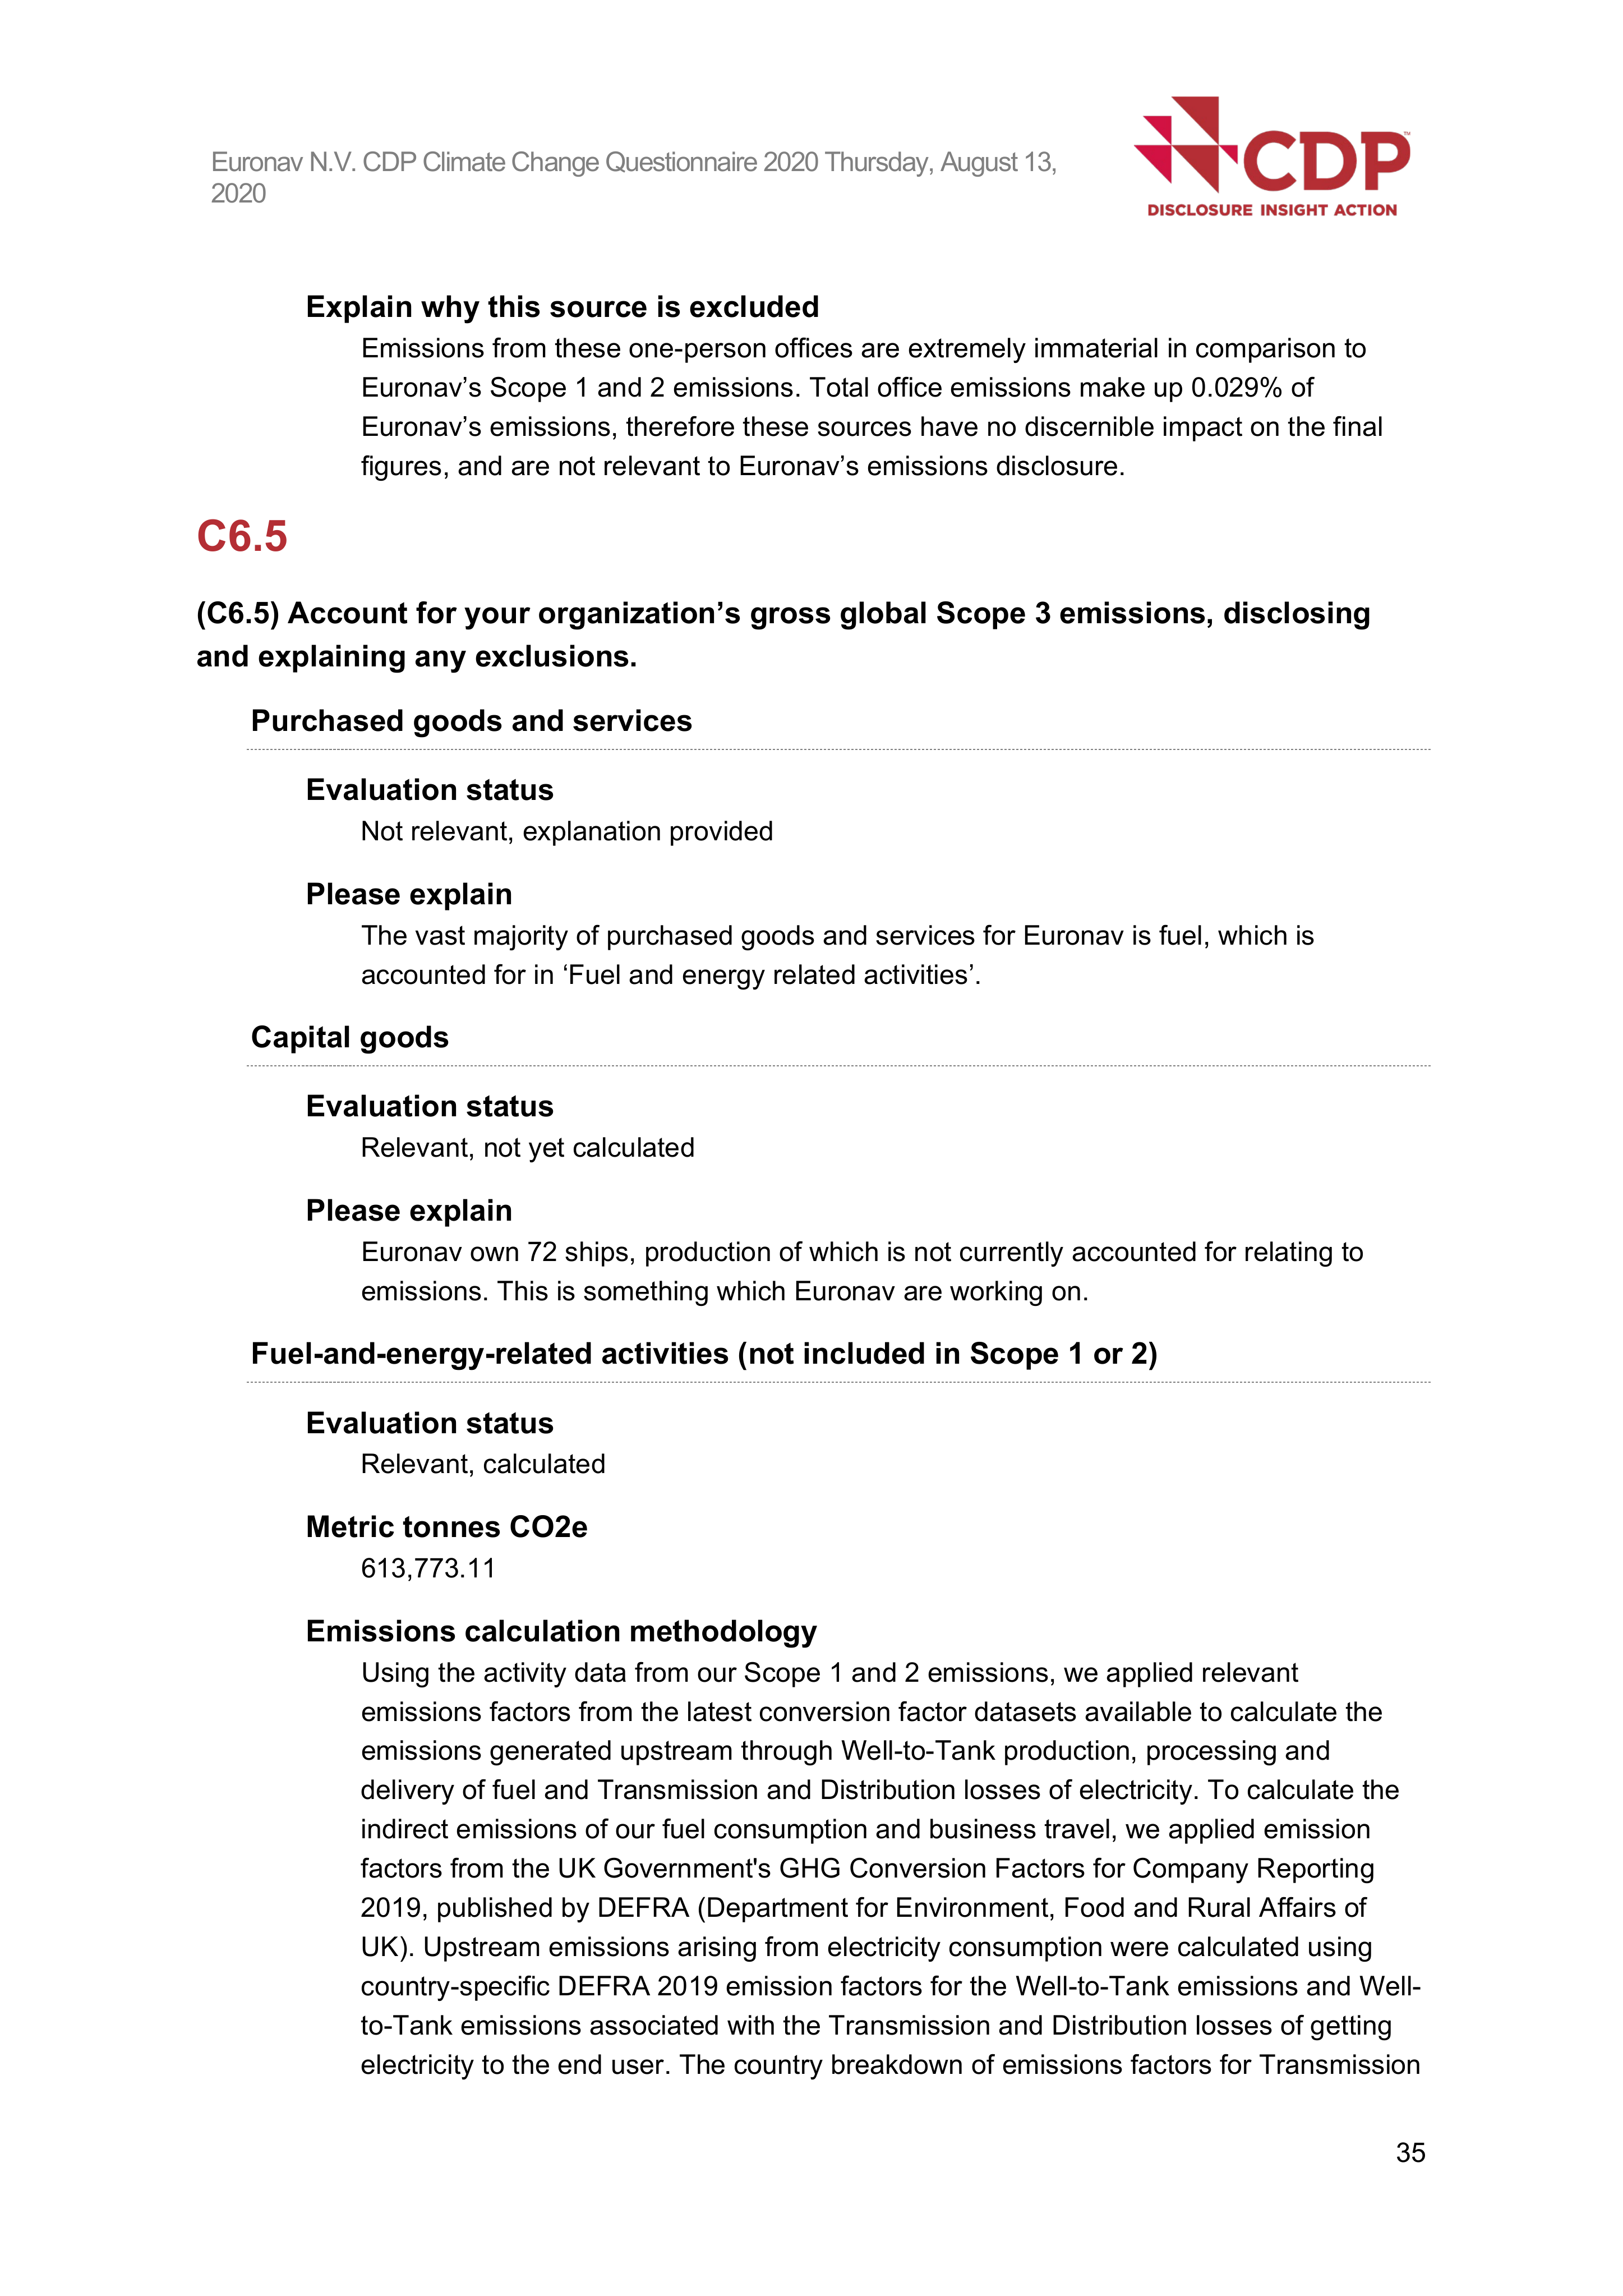 Euronav N.V. CDP Climate Change Questionnaire 2020 Thursday, August 13,
2020
CDP™
DISCLOSURE INSIGHT ACTION
Explain why this source is excluded
Emissions from these one-person offices are extremely immaterial in comparison to
Euronav’s Scope 1 and 2 emissions. Total office emissions make up 0.029% of
Euronav’s emissions, therefore these sources have no discernible impact on the final
figures, and are not relevant to Euronav’s emissions disclosure.
C6.5
(C6.5) Account for your organization’s gross global Scope 3 emissions, disclosing
and explaining any exclusions.
Purchased goods and services
Evaluation status
Not relevant, explanation provided
Please explain
The vast majority of purchased goods and services for Euronav is fuel, which is
accounted for in ‘Fuel and energy related activities’.
Capital goods
Evaluation status
Relevant, not yet calculated
Please explain
Euronav own 72 ships, production of which is not currently accounted for relating to
emissions. This is something which Euronav are working on.
Fuel-and-energy-related activities (not included in Scope 1 or 2)
Evaluation status
Relevant, calculated
Metric tonnes CO2e
613,773.11
Emissions calculation methodology
Using the activity data from our Scope 1 and 2 emissions, we applied relevant
emissions factors from the latest conversion factor datasets available to calculate the
emissions generated upstream through Well-to-Tank production, processing and
delivery of fuel and Transmission and Distribution losses of electricity. To calculate the
indirect emissions of our fuel consumption and business travel, we applied emission
factors from the UK Government's GHG Conversion Factors for Company Reporting
2019, published by DEFRA (Department for Environment, Food and Rural Affairs of
UK). Upstream emissions arising from electricity consumption were calculated using
country-specific DEFRA 2019 emission factors for the Well-to-Tank emissions and Well-
to-Tank emissions associated with the Transmission and Distribution losses of getting
electricity to the end user. The country breakdown of emissions factors for Transmission
35